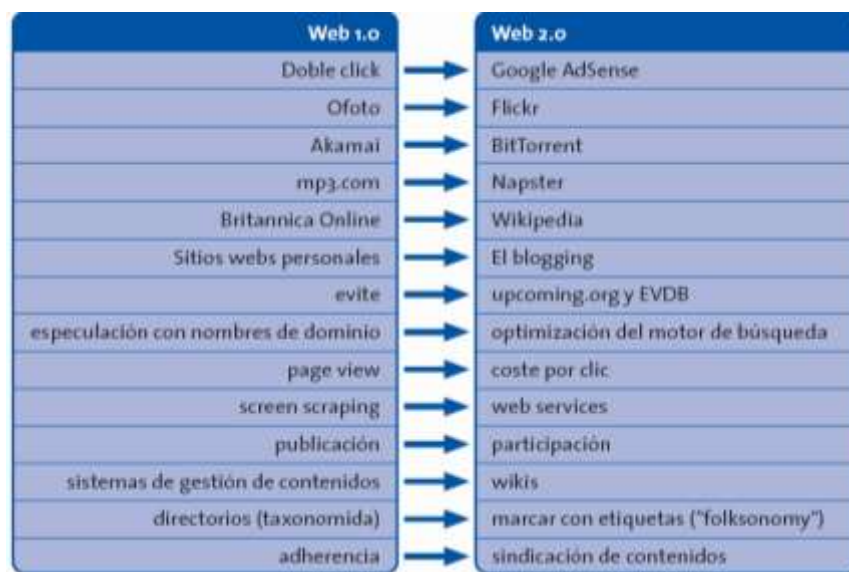 Web 1.0 Web 2.0
Doble click Google AdSense
Ofoto Flickr
Akamai BitTorrent
mp3.com Napster
Britannica Online Wikipedia
Sitios webs personales El blogging
evite upcoming.org y EVDB
especulación con nombres de dominio optimización del motor de búsqueda
page view coste por clic
screen scraping web services
publicación participación
sistemas de gestión de contenidos wikis
directorios (taxonomida) marcar con etiquetas ("folksonomy")
adherencia sindicación de contenidos